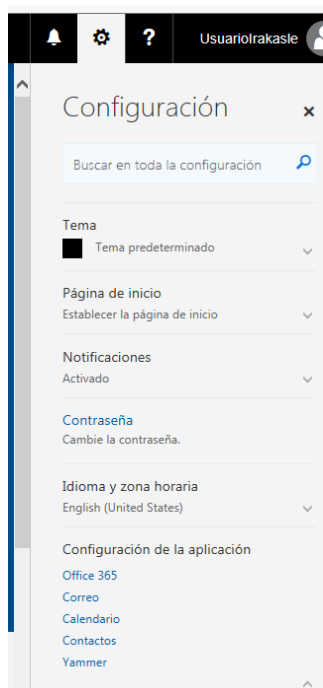 ? UsuarioIrakasle
Configuración
Buscar en toda la configuración
Tema
Tema predeterminado
Página de inicio
Establecer la página de inicio
Notificaciones
Activado
Contraseña
Cambie la contraseña.
Idioma y zona horaria
English (United States)
Configuración de la aplicación
Office 365
Correo
Calendario
Contactos
Yammer